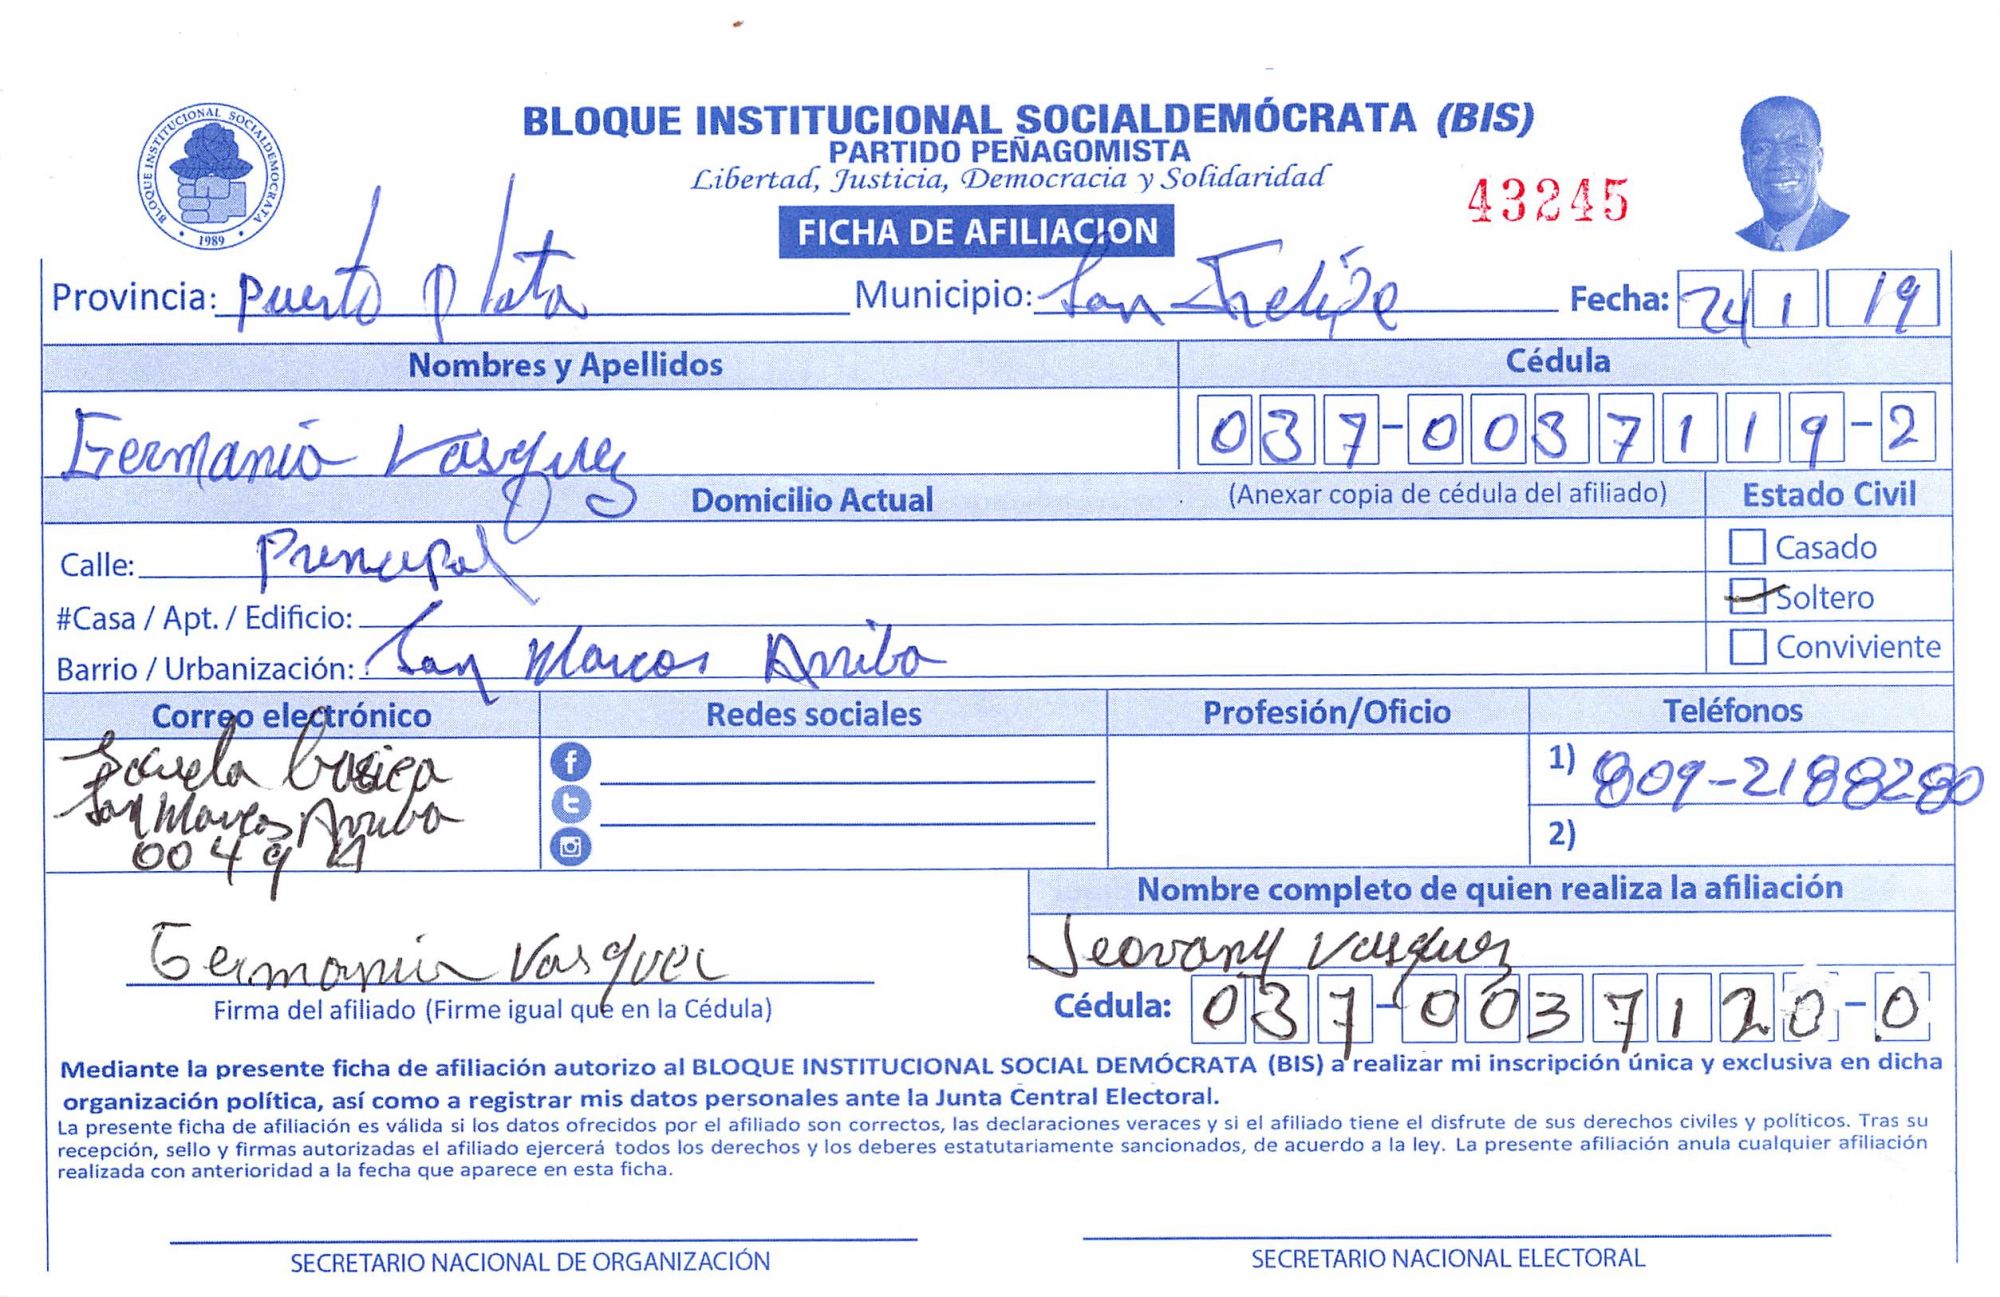 BLOQUE INSTITUCIONAL SOCIALDEMOCRATA
1989
BLOQUE INSTITUCIONAL SOCIALDEMÓCRATA (BIS)
PARTIDO PEÑAGOMISTA
Libertad, Justicia, Democracia y Solidaridad
43245
FICHA DE AFILIACION
Provincia: Puerto Plata Municipio: San Felipe Fecha: 24 1 19
Nombres y Apellidos Cédula
Germania Vasquez 037-0037119-2
Domicilio Actual (Anexar copia de cédula del afiliado) Estado Civil
Calle: Prencipal Casado
#Casa / Apt. / Edificio: Soltero
Barrio / Urbanización: San Marcos Arriba Conviviente
Correo electrónico Redes sociales Profesión/Oficio Teléfonos
Escuela basica 1) 809-2188280
San Marcos Arriba
0049 2)
Nombre completo de quien realiza la afiliación
Germania Vasquez Jeovany Vasquez
Firma del afiliado (Firme igual que en la Cédula) Cédula: 037-0037120-0
Mediante la presente ficha de afiliación autorizo al BLOQUE INSTITUCIONAL SOCIAL DEMÓCRATA (BIS) a realizar mi inscripción única y exclusiva en dicha
organización política, así como a registrar mis datos personales ante la Junta Central Electoral.
La presente ficha de afiliación es válida si los datos ofrecidos por el afiliado son correctos, las declaraciones veraces y si el afiliado tiene el disfrute de sus derechos civiles y políticos. Tras su
recepción, sello y firmas autorizadas el afiliado ejercerá todos los derechos y los deberes estatutariamente sancionados, de acuerdo a la ley. La presente afiliación anula cualquier afiliación
realizada con anterioridad a la fecha que aparece en esta ficha.
SECRETARIO NACIONAL DE ORGANIZACIÓN SECRETARIO NACIONAL ELECTORAL